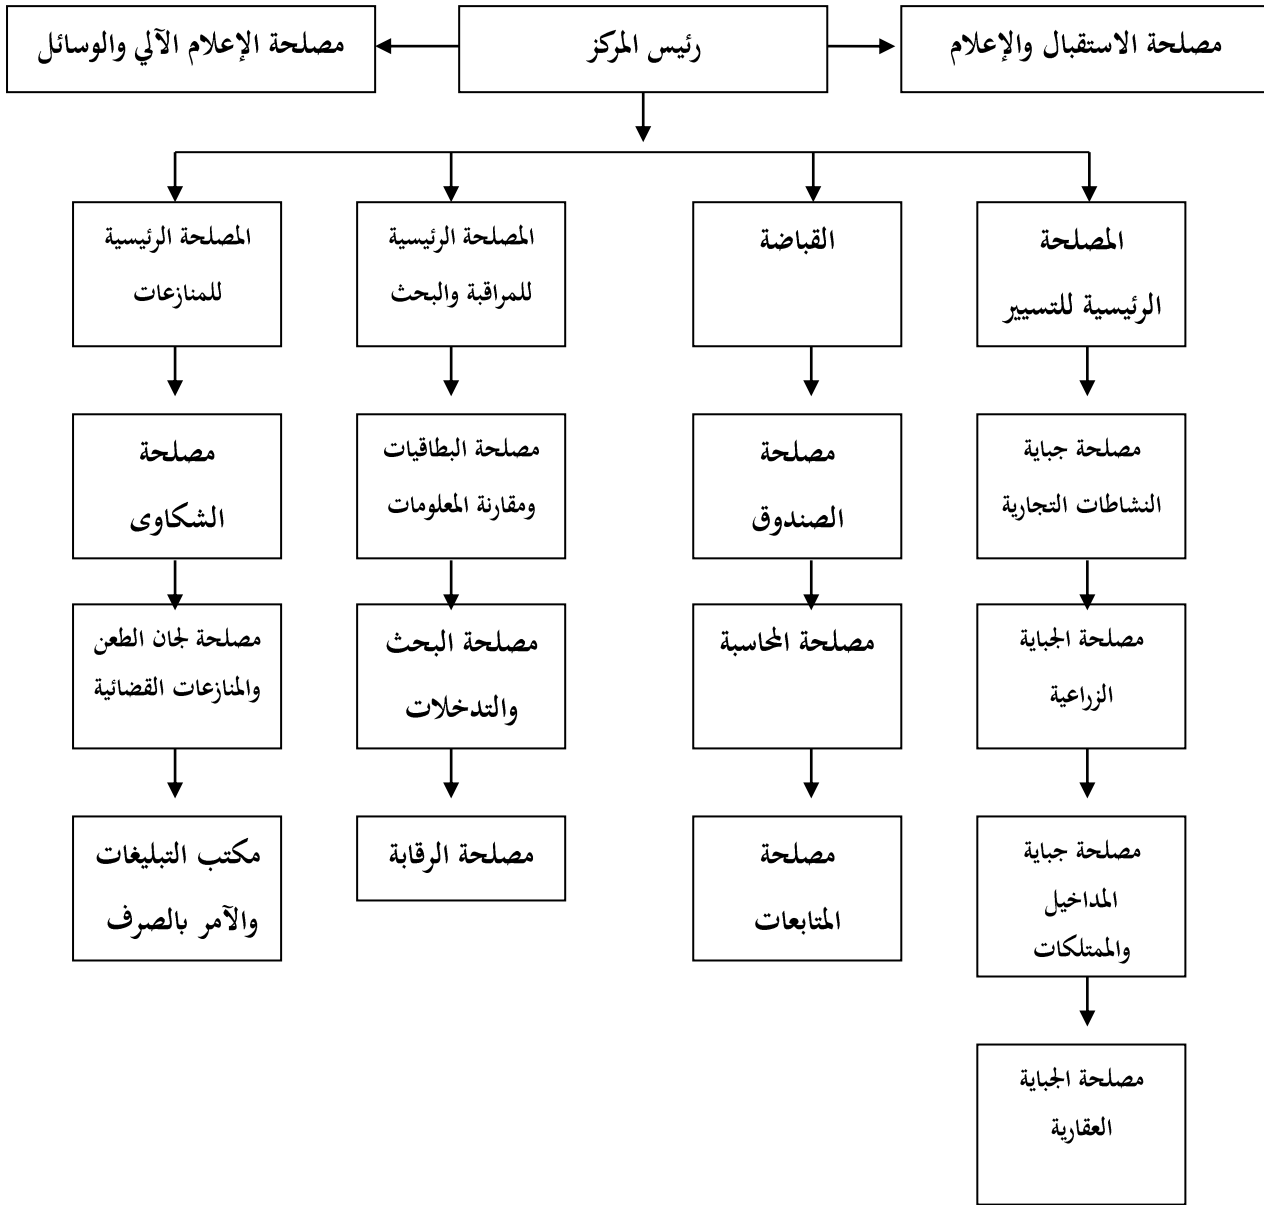 مصلحة الاستقبال والإعلام
رئيس المركز
مصلحة الإعلام الآلي والوسائل
المصلحة
الرئيسية للتسيير
القباضة
المصلحة الرئيسية
للمراقبة والبحث
المصلحة الرئيسية
للمنازعات
مصلحة جباية
النشاطات التجارية
مصلحة
الصندوق
مصلحة البطاقيات
ومقارنة المعلومات
مصلحة
الشكاوى
مصلحة الجباية
الزراعية
مصلحة المحاسبة
مصلحة البحث
والتدخلات
مصلحة لجان الطعن
والمنازعات القضائية
مصلحة جباية
المداخيل
والممتلكات
مصلحة
المتابعات
مصلحة الرقابة
مكتب التبليغات
والآمر بالصرف
مصلحة الجباية
العقارية